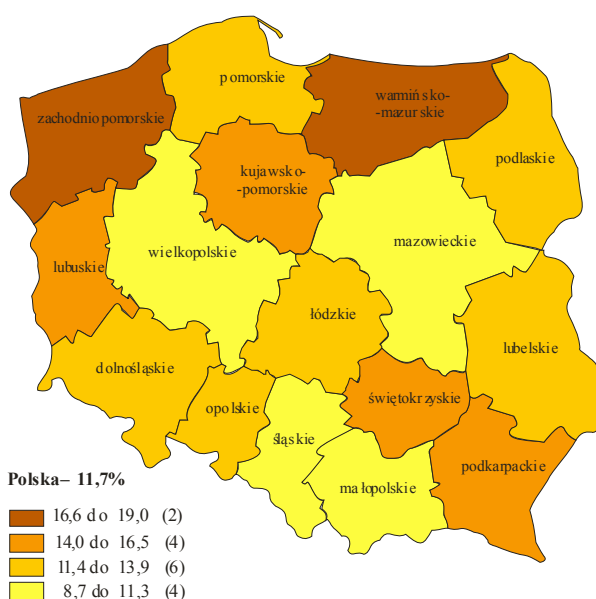 pomorskie
warmińsko-
-mazurskie
zachodniopomorskie
podlaskie
kujawsko-
-pomorskie
mazowieckie
wielkopolskie
lubuskie
łódzkie
lubelskie
dolnośląskie
opolskie
świętokrzyskie
śląskie
podkarpackie
małopolskie
Polska– 11,7%
16,6 do 19,0 (2)
14,0 do 16,5 (4)
11,4 do 13,9 (6)
8,7 do 11,3 (4)